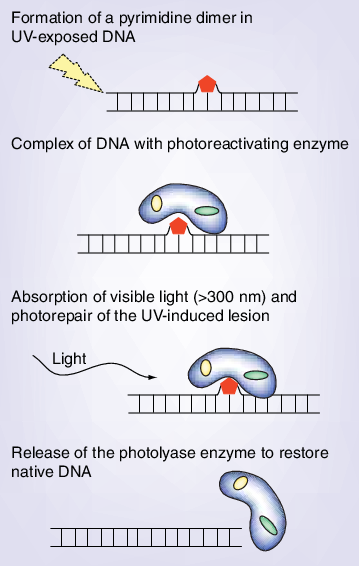 Formation of a pyrimidine dimer in
UV-exposed DNA
Complex of DNA with photoreactivating enzyme
Absorption of visible light (>300 nm) and
photorepair of the UV-induced lesion
Light
Release of the photolyase enzyme to restore
native DNA